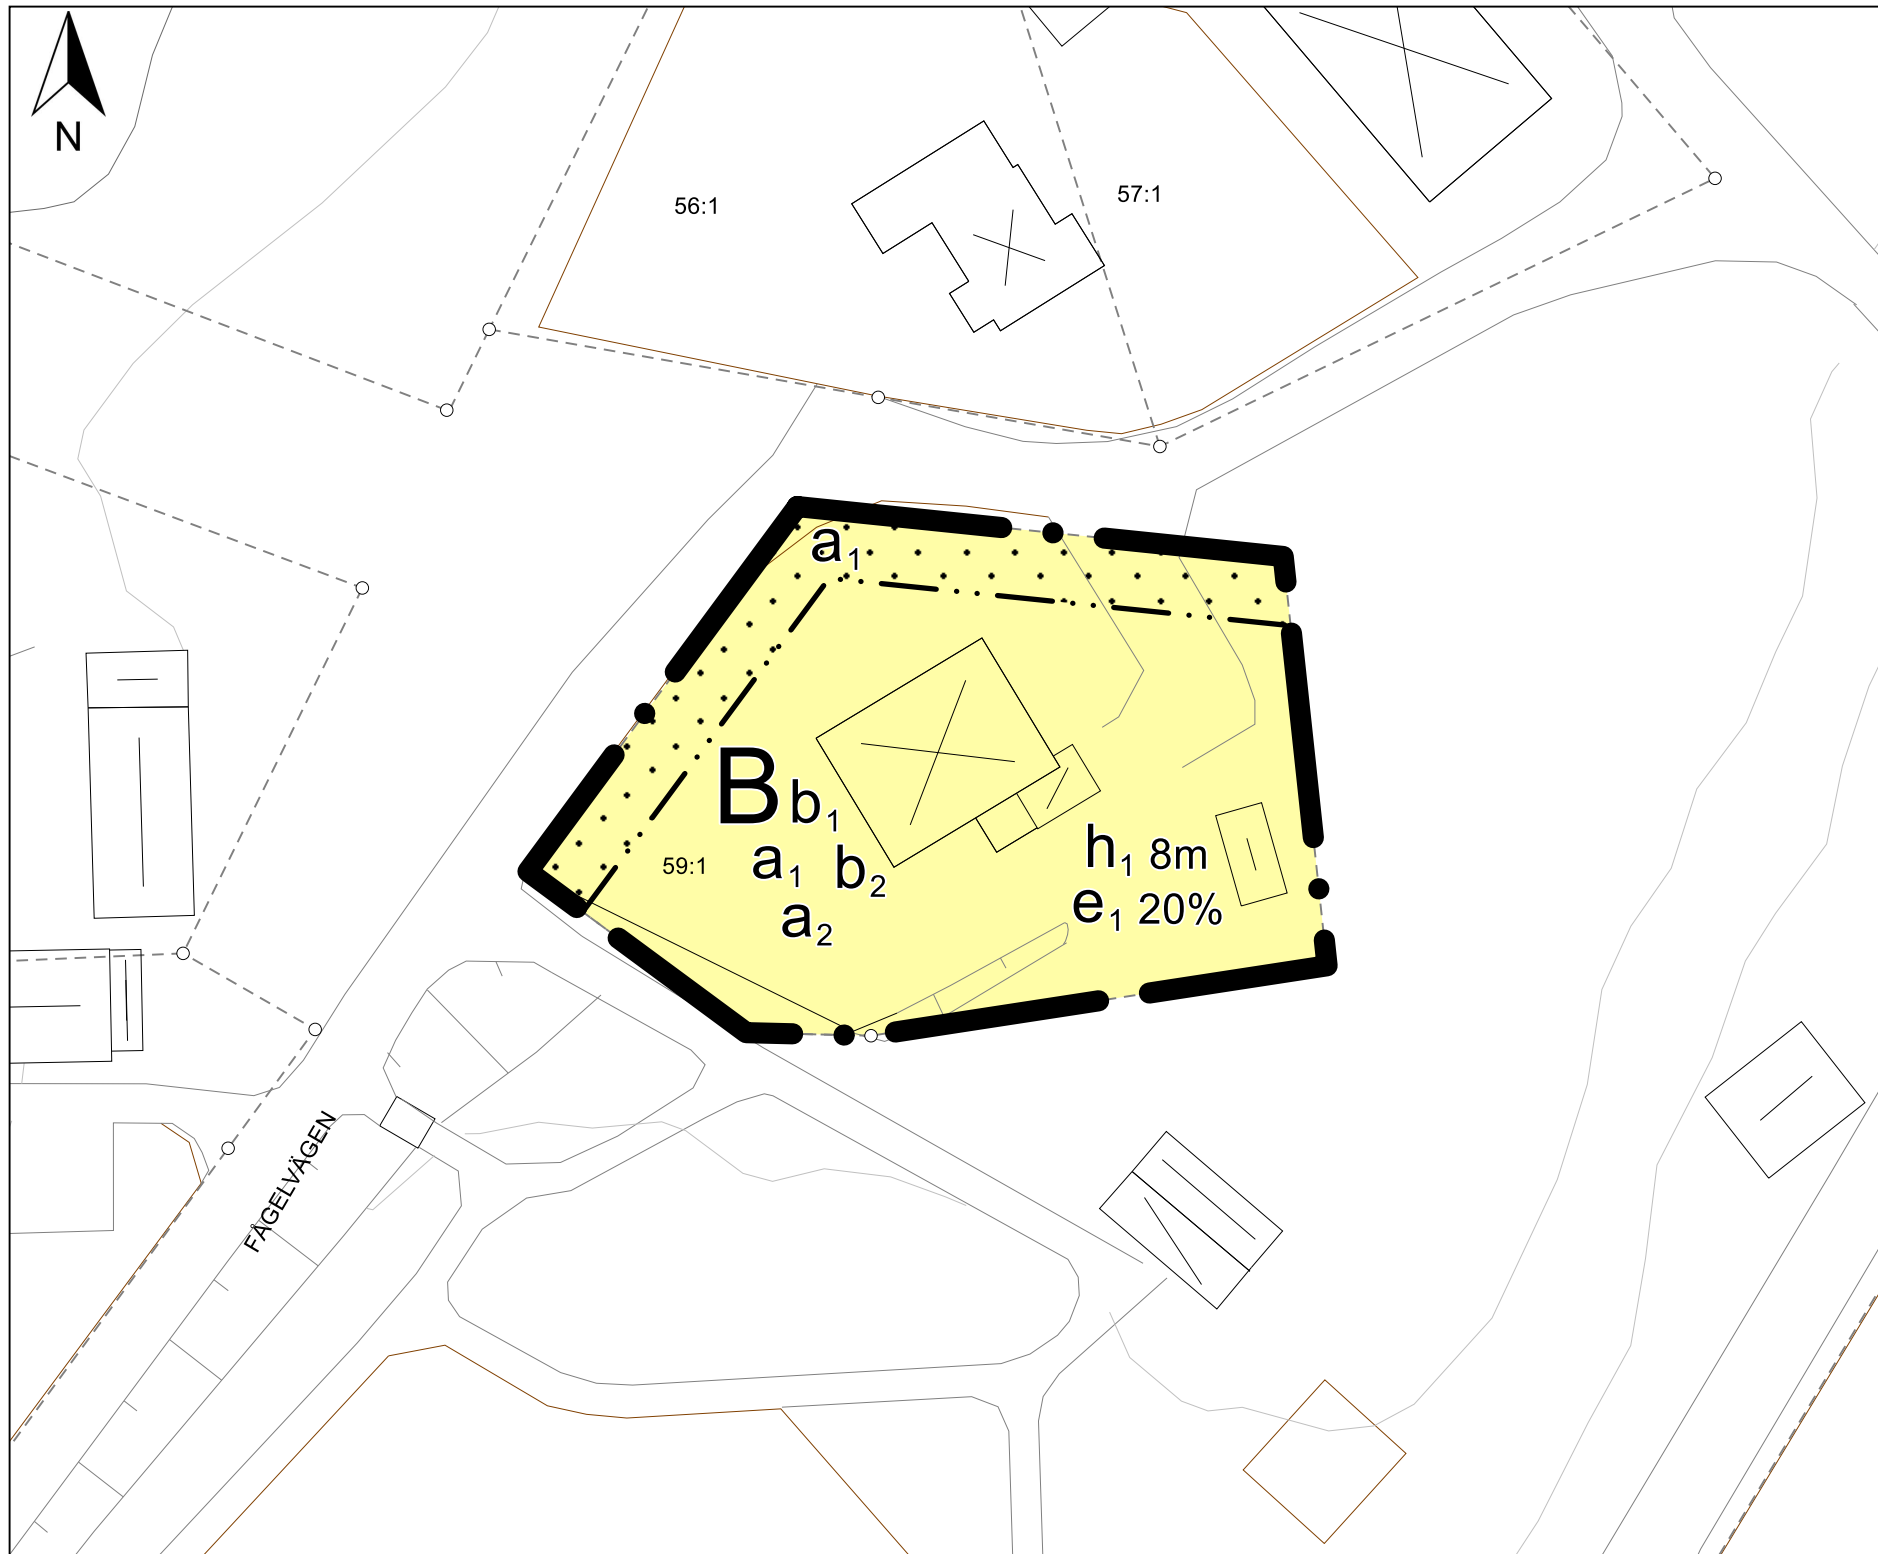 N
56:1
57:1
a₁
B b₁
a₁ b₂
a₂
59:1
h₁ 8m
e₁ 20%
FÅGELVÄGEN